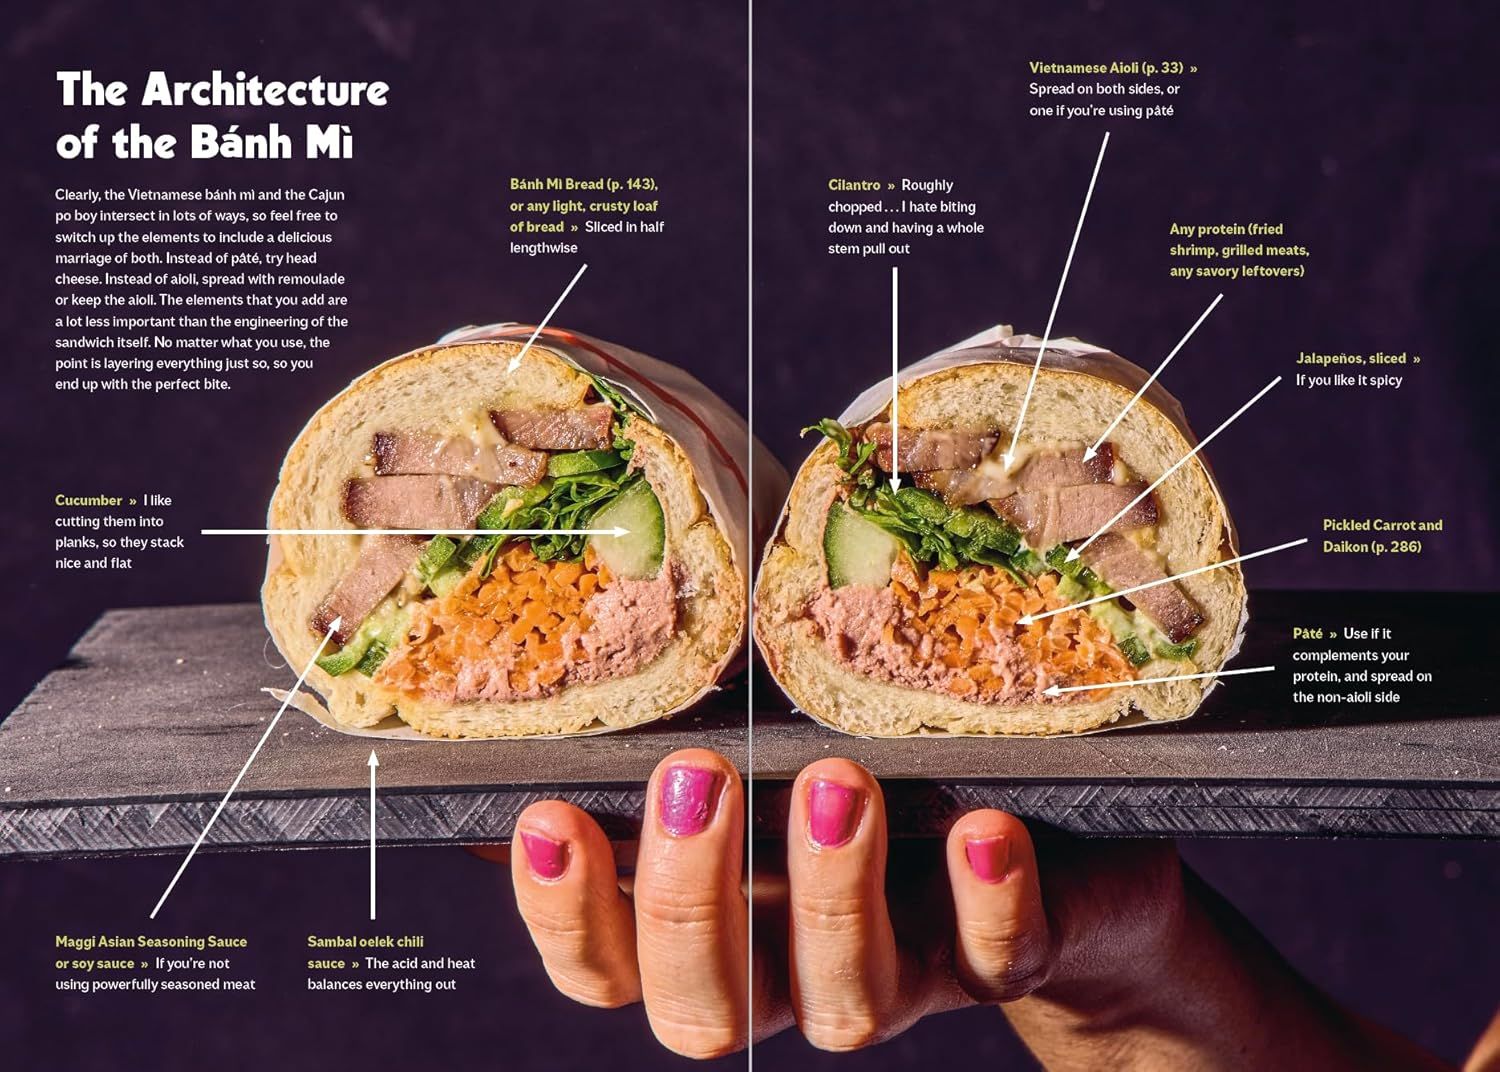 The Architecture
of the Bánh Mì
Clearly, the Vietnamese bánh mì and the Cajun
po boy intersect in lots of ways, so feel free to
switch up the elements to include a delicious
marriage of both. Instead of pâté, try head
cheese. Instead of aioli, spread with remoulade
or keep the aioli. The elements that you add are
a lot less important than the engineering of the
sandwich itself. No matter what you use, the
point is layering everything just so, so you
end up with the perfect bite.
Bánh Mì Bread (p. 143),
or any light, crusty loaf
of bread » Sliced in half
lengthwise
Cucumber » I like
cutting them into
planks, so they stack
nice and flat
Maggi Asian Seasoning Sauce
or soy sauce » If you're not
using powerfully seasoned meat
Sambal oelek chili
sauce » The acid and heat
balances everything out
Vietnamese Aioli (p. 33) »
Spread on both sides, or
one if you're using pâté
Cilantro » Roughly
chopped ... I hate biting
down and having a whole
stem pull out
Any protein (fried
shrimp, grilled meats,
any savory leftovers)
Jalapeños, sliced »
If you like it spicy
Pickled Carrot and
Daikon (p. 286)
Pâté » Use if it
complements your
protein, and spread on
the non-aioli side